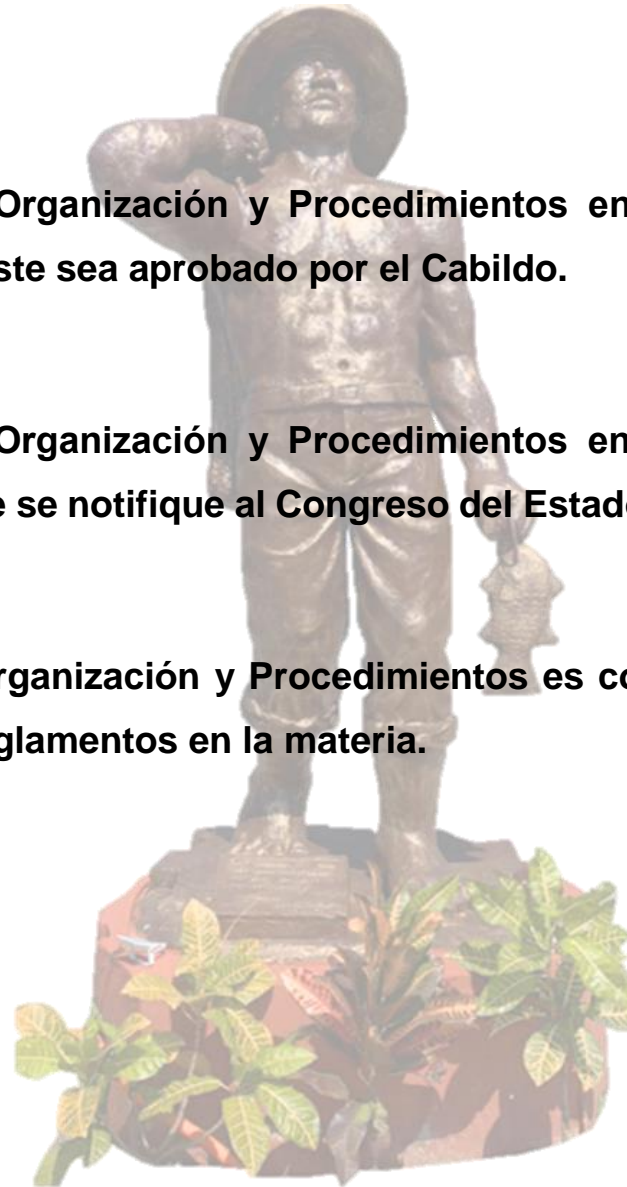 Organización y Procedimientos en
ste sea aprobado por el Cabildo.
Organización y Procedimientos en
e se notifique al Congreso del Estado
rganización y Procedimientos es co
glamentos en la materia.